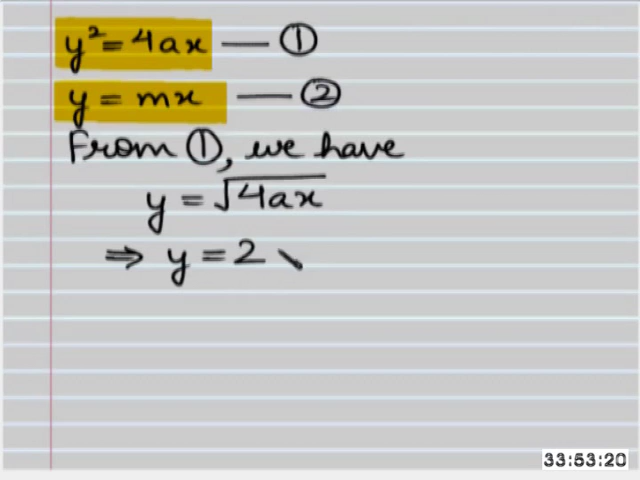 y² = 4ax — ①
y = mx — ②
From ①, we have
y = √4ax
⇒ y = 2
33:53:20